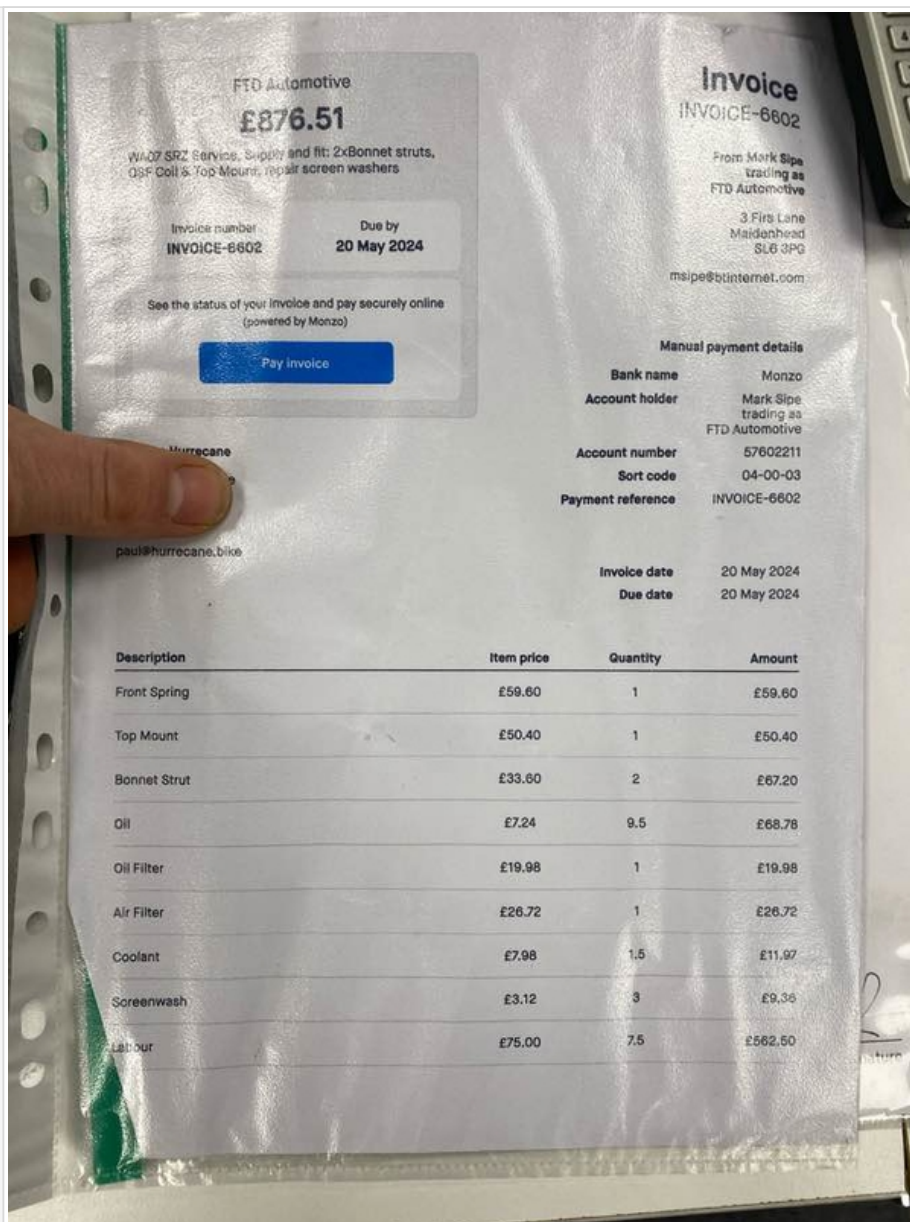 FTD Automotive
£876.51
WA07 SRZ Service, Supply and fit: 2xBonnet struts,
OSF Coil & Top Mount, repair screen washers
Invoice number
INVOICE-6602
Due by
20 May 2024
See the status of your invoice and pay securely online
(powered by Monzo)
Pay invoice
Invoice
INVOICE-6602
From Mark Sipe
trading as
FTD Automotive
3 Firs Lane
Maidenhead
SL6 3PG
msipe@btinternet.com
Manual payment details
Bank name Monzo
Account holder Mark Sipe
trading as
FTD Automotive
Account number 57602211
Sort code 04-00-03
Payment reference INVOICE-6602
Hurrecane
paul@hurrecane.bike
Invoice date 20 May 2024
Due date 20 May 2024
Description Item price Quantity Amount
Front Spring £59.60 1 £59.60
Top Mount £50.40 1 £50.40
Bonnet Strut £33.60 2 £67.20
Oil £7.24 9.5 £68.78
Oil Filter £19.98 1 £19.98
Air Filter £26.72 1 £26.72
Coolant £7.98 1.5 £11.97
Screenwash £3.12 3 £9.36
Labour £75.00 7.5 £562.50